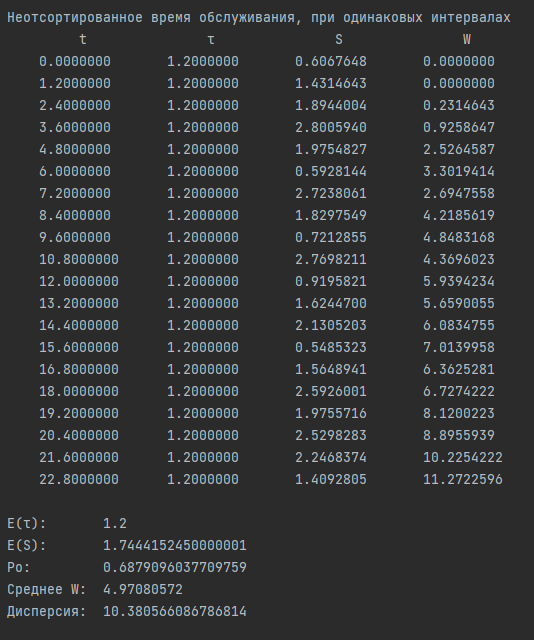 Неотсортированное время обслуживания, при одинаковых интервалах
t τ S W
0.0000000 1.2000000 0.6067648 0.0000000
1.2000000 1.2000000 1.4314643 0.0000000
2.4000000 1.2000000 1.8944004 0.2314643
3.6000000 1.2000000 2.8005940 0.9258647
4.8000000 1.2000000 1.9754827 2.5264587
6.0000000 1.2000000 0.5928144 3.3019414
7.2000000 1.2000000 2.7238061 2.6947558
8.4000000 1.2000000 1.8297549 4.2185619
9.6000000 1.2000000 0.7212855 4.8483168
10.8000000 1.2000000 2.7698211 4.3696023
12.0000000 1.2000000 0.9195821 5.9394234
13.2000000 1.2000000 1.6244700 5.6590055
14.4000000 1.2000000 2.1305203 6.0834755
15.6000000 1.2000000 0.5485323 7.0139958
16.8000000 1.2000000 1.5648941 6.3625281
18.0000000 1.2000000 2.5926001 6.7274222
19.2000000 1.2000000 1.9755716 8.1200223
20.4000000 1.2000000 2.5298283 8.8955939
21.6000000 1.2000000 2.2468374 10.2254222
22.8000000 1.2000000 1.4092805 11.2722596
E(τ): 1.2
E(S): 1.7444152450000001
Po: 0.6879096037709759
Среднее W: 4.97080572
Дисперсия: 10.380566086786814